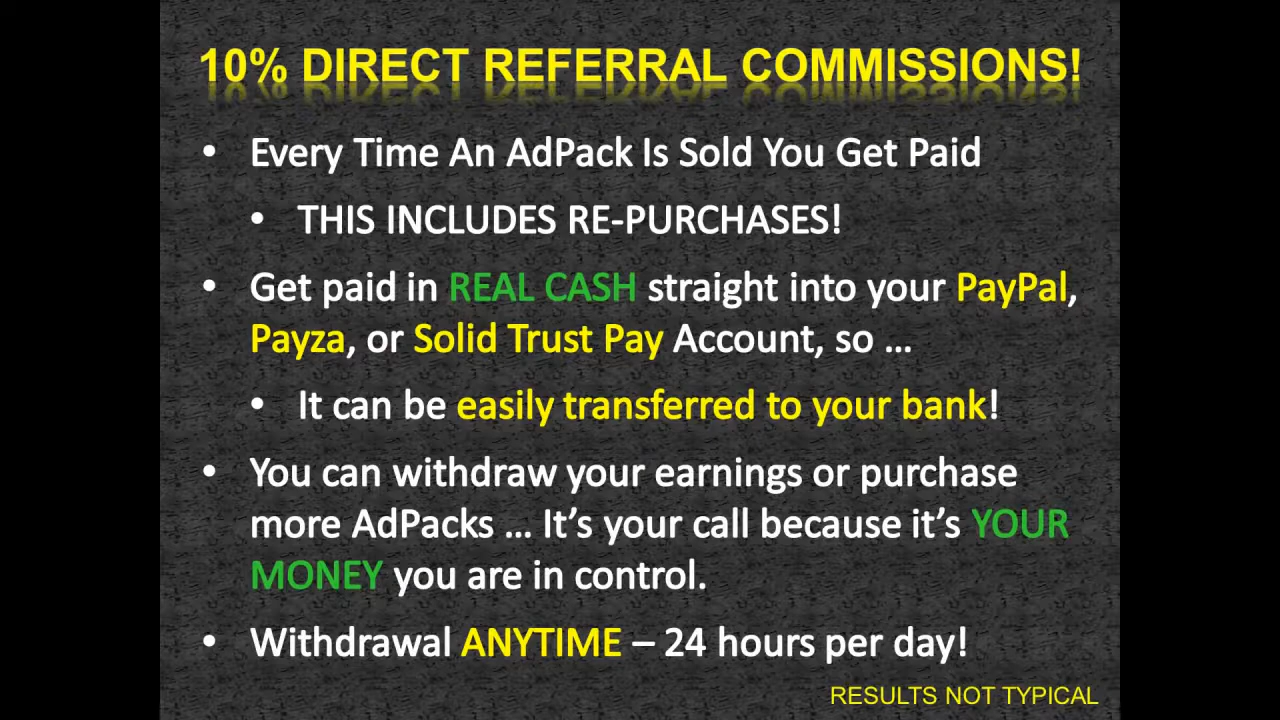 10% DIRECT REFERRAL COMMISSIONS!
• Every Time An AdPack Is Sold You Get Paid
• THIS INCLUDES RE-PURCHASES!
• Get paid in REAL CASH straight into your PayPal,
Payza, or Solid Trust Pay Account, so …
• It can be easily transferred to your bank!
• You can withdraw your earnings or purchase
more AdPacks … It’s your call because it’s YOUR
MONEY you are in control.
• Withdrawal ANYTIME – 24 hours per day!
RESULTS NOT TYPICAL